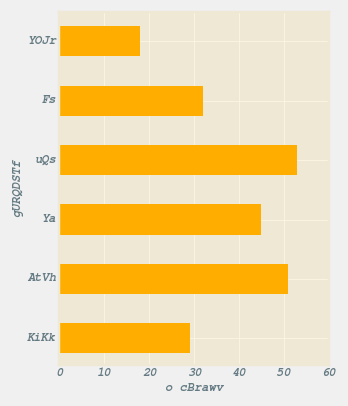 YOJr
Fs
uQs
Ya
AtVh
KiKk
gURQDSTf
0 10 20 30 40 50 60
o cBrawv